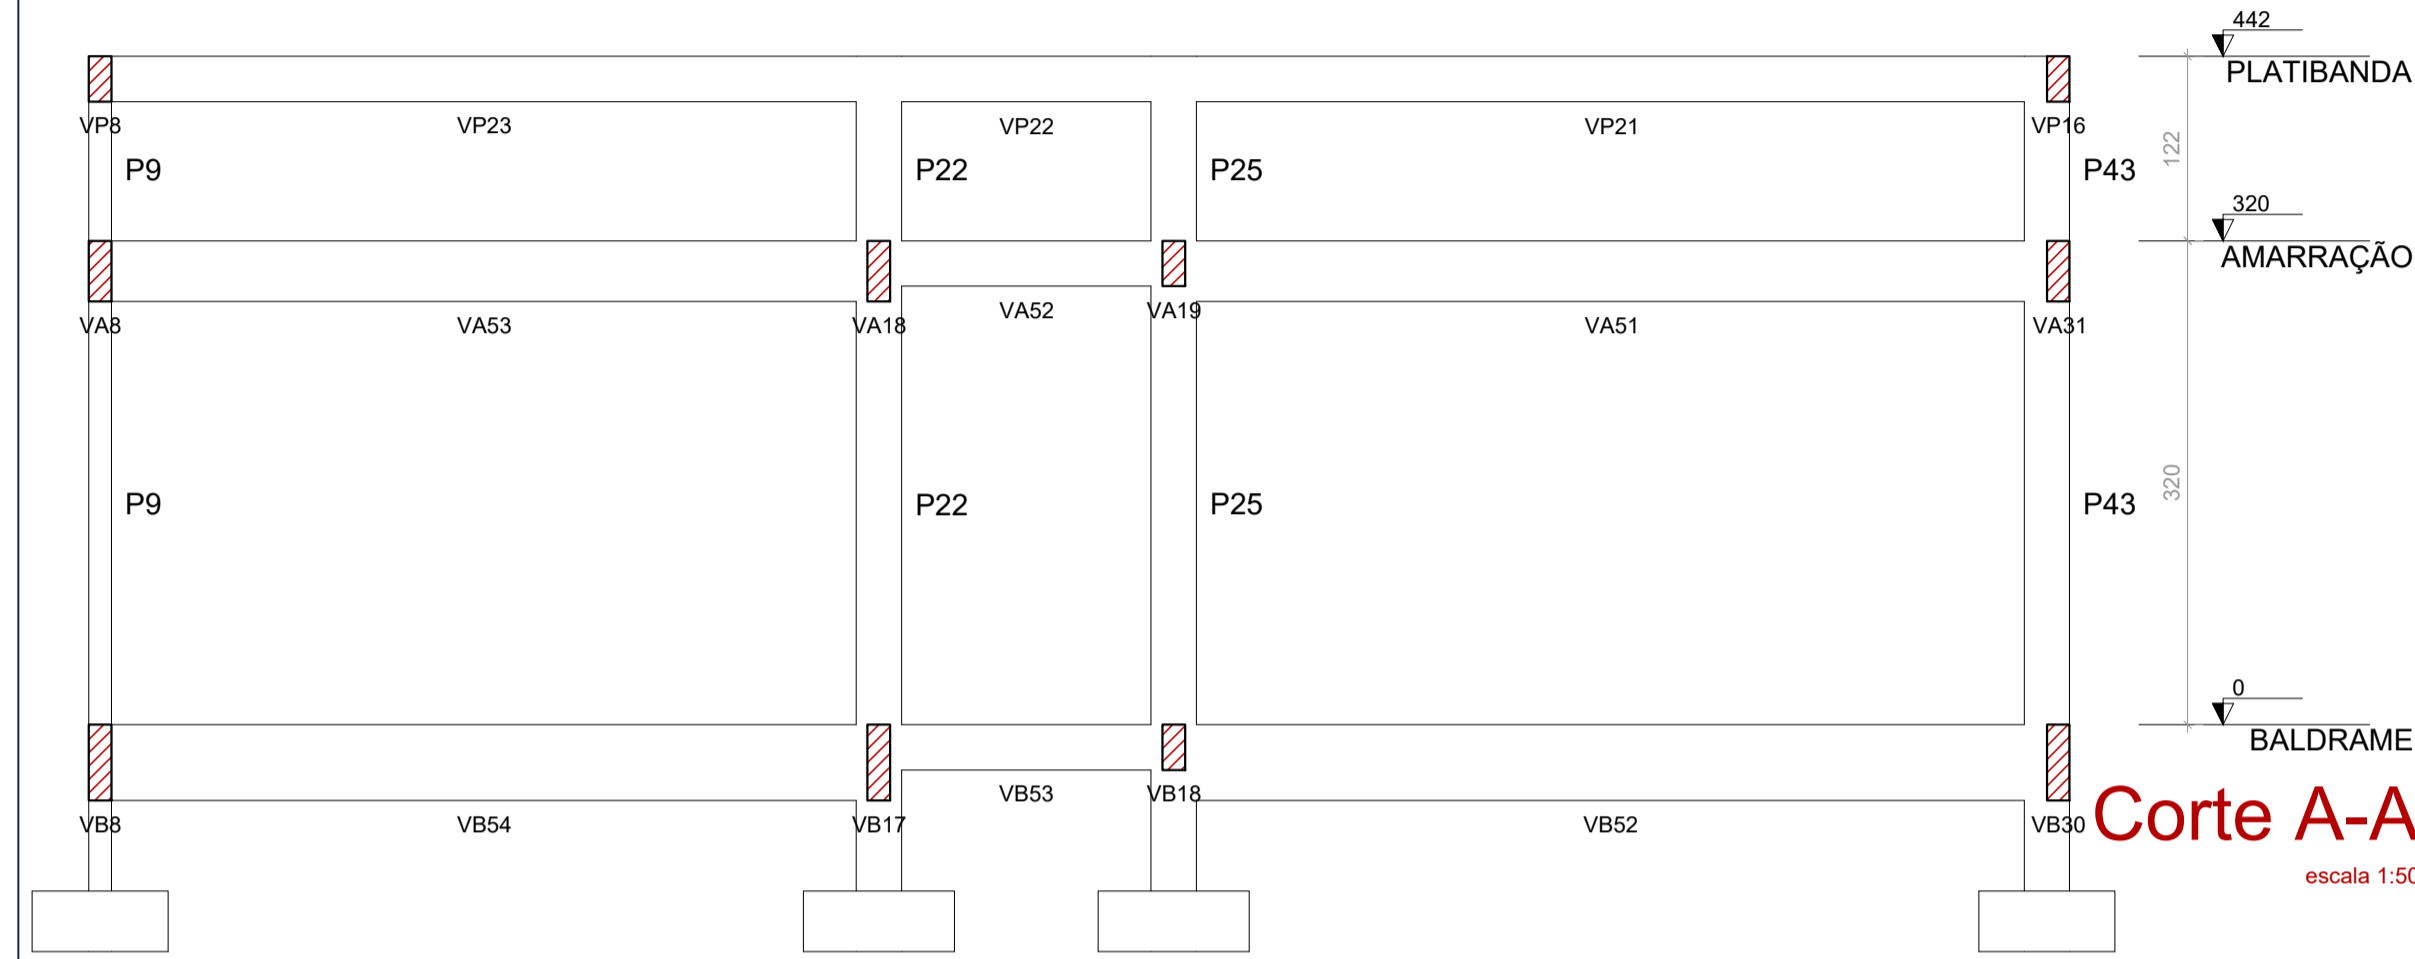 442
PLATIBANDA
VP8 VP23 VP22 VP21 VP16
P9 P22 P25 P43
122
320
AMARRAÇÃO
VA8 VA53 VA18 VA52 VA19 VA51 VA31
P9 P22 P25 P43
320
0
BALDRAME
VB8 VB54 VB17 VB53 VB18 VB52 VB30
Corte A-A
escala 1:50